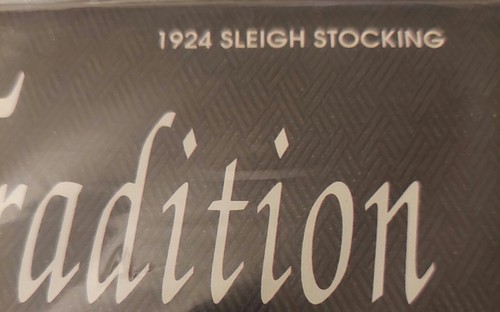 1924 SLEIGH STOCKING
radition